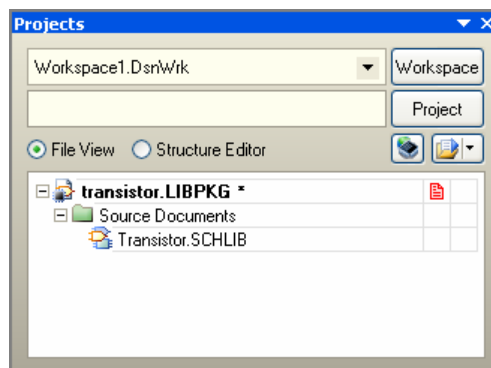 Projects
Workspace1.DsnWrk
Workspace
Project
File View
Structure Editor
transistor.LIBPKG *
Source Documents
Transistor.SCHLIB